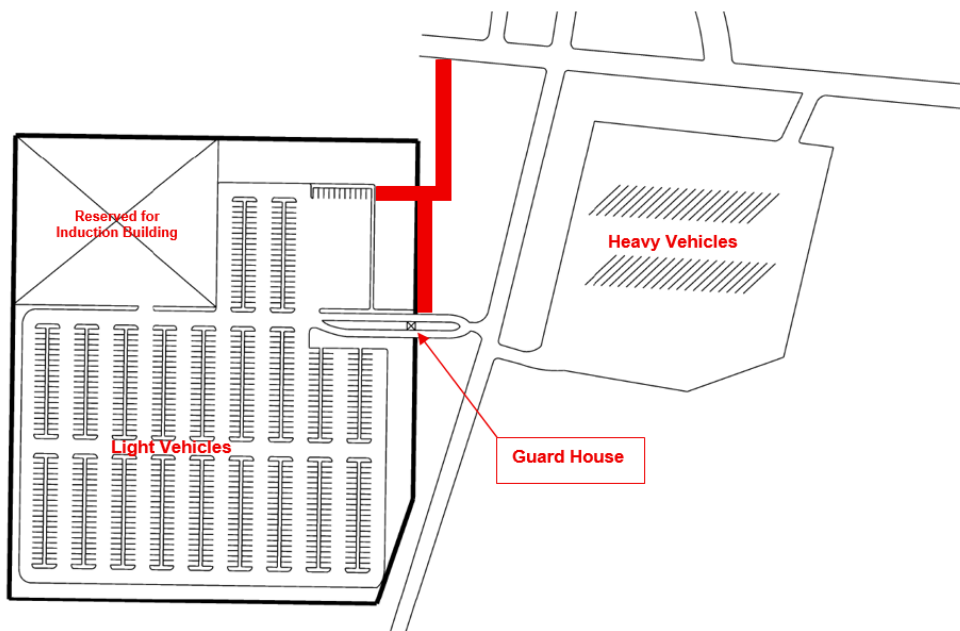 Reserved for
Induction Building
Heavy Vehicles
Light Vehicles
Guard House